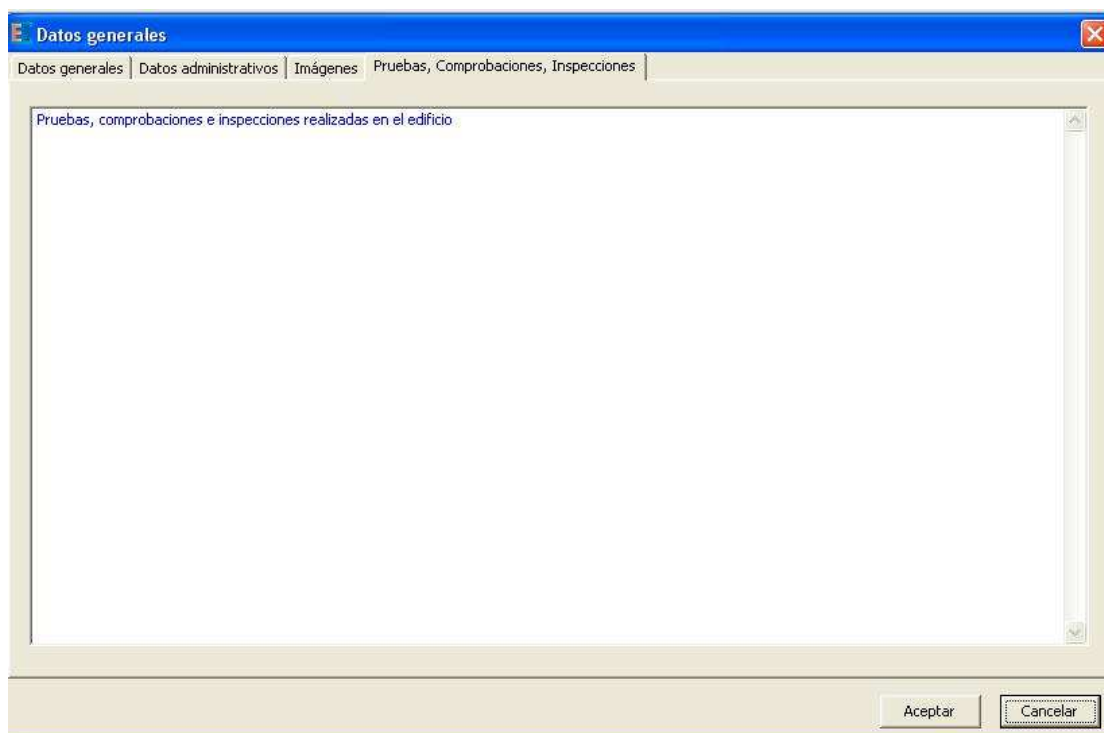 Datos generales
Datos generales Datos administrativos Imágenes Pruebas, Comprobaciones, Inspecciones
Pruebas, comprobaciones e inspecciones realizadas en el edificio
Aceptar Cancelar